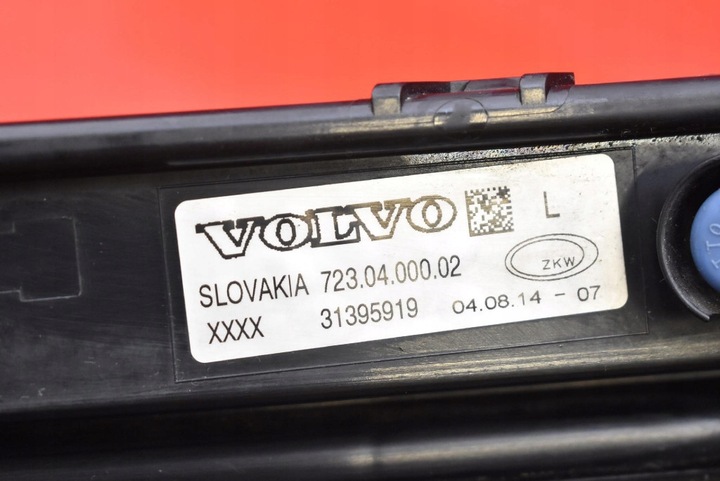 VOLVO L
ZKW
SLOVAKIA 723.04.000.02
XXXX 31395919 04.08.14 - 07